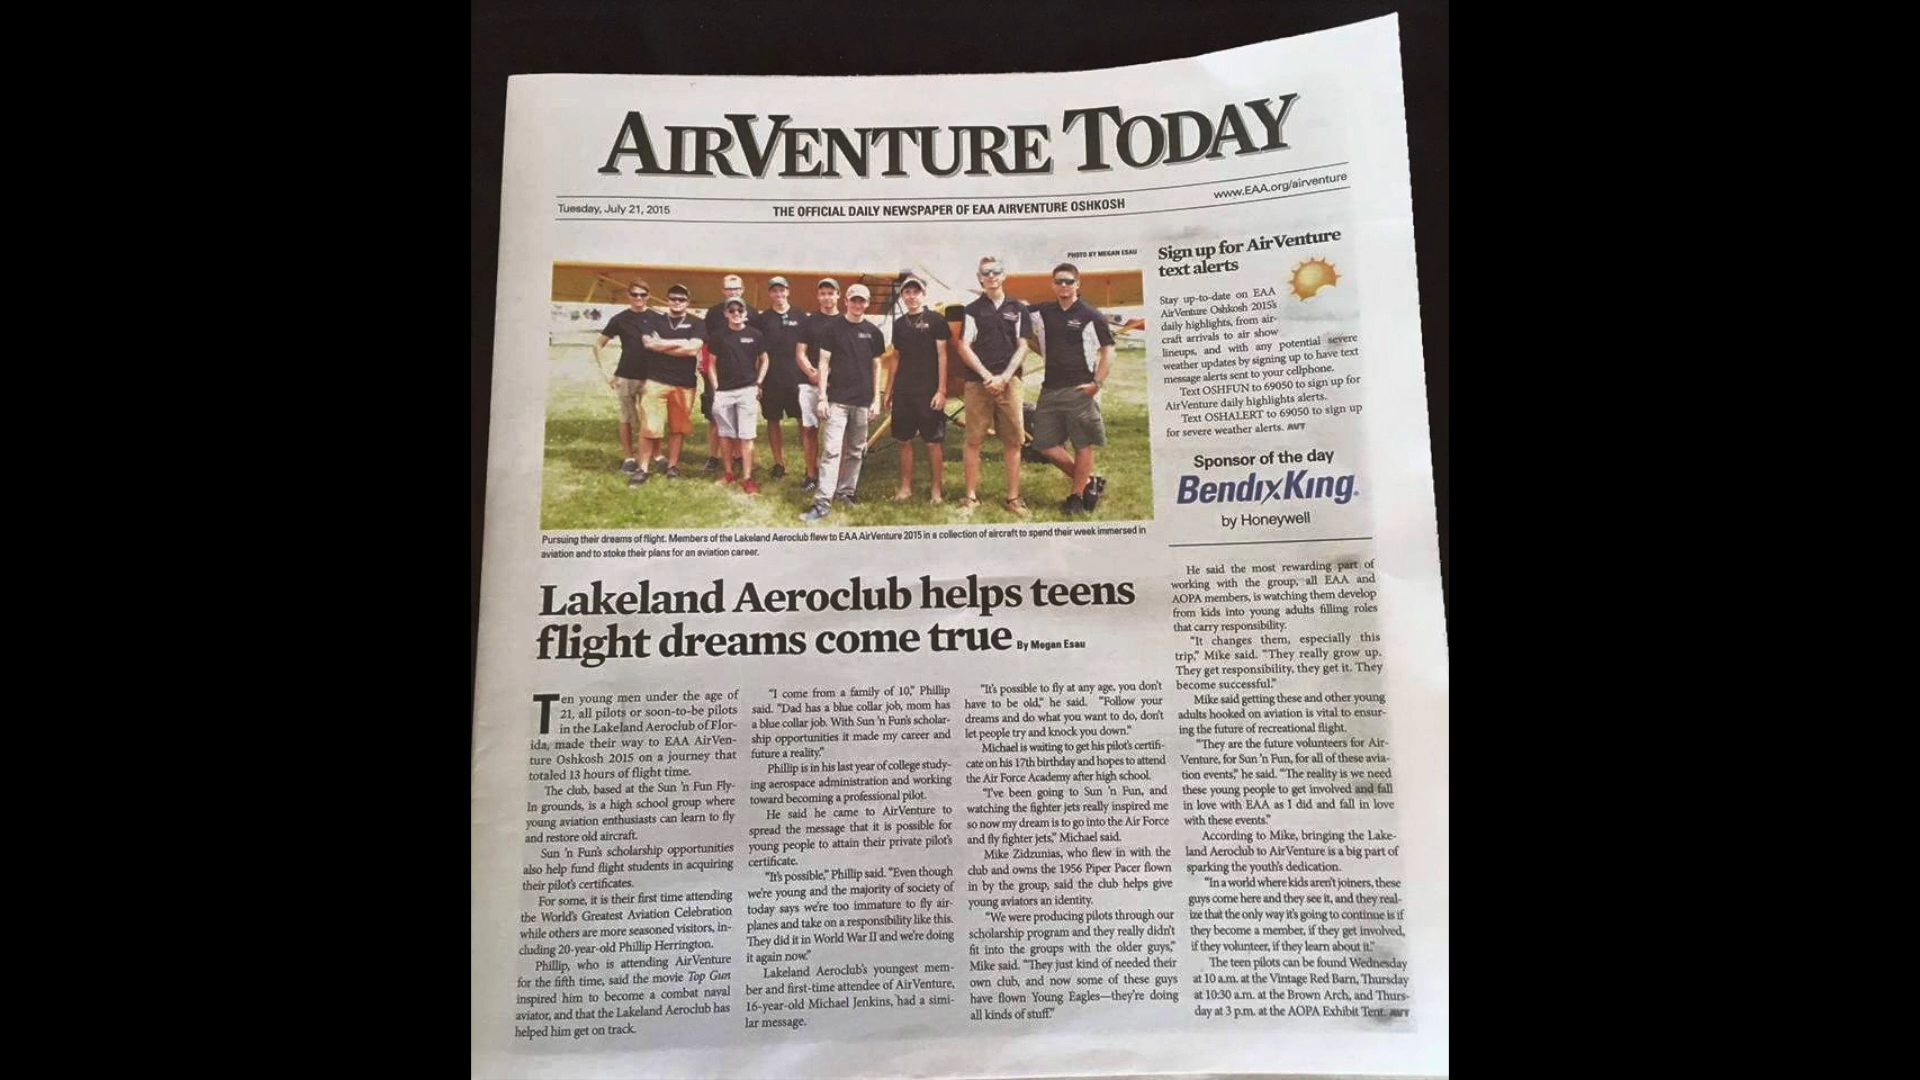 AIRVENTURE TODAY
Tuesday, July 21, 2015
THE OFFICIAL DAILY NEWSPAPER OF EAA AIRVENTURE OSHKOSH
www.EAA.org/airventure
PHOTO BY MEGAN ESAU
Pursuing their dreams of flight. Members of the Lakeland Aeroclub flew to EAA AirVenture 2015 in a collection of aircraft to spend their week immersed in
aviation and to stoke their plans for an aviation career.
Sign up for AirVenture
text alerts
Stay up-to-date on EAA
AirVenture Oshkosh 2015's
daily highlights, from air-
craft arrivals to air show
lineups, and with any potential severe
weather updates by signing up to have text
message alerts sent to your cellphone.
Text OSHFUN to 69050 to sign up for
AirVenture daily highlights alerts.
Text OSHALERT to 69050 to sign up
for severe weather alerts. AVT
Sponsor of the day
BendixKing.
by Honeywell
Lakeland Aeroclub helps teens
flight dreams come true By Megan Esau
Ten young men under the age of
21, all pilots or soon-to-be pilots
in the Lakeland Aeroclub of Flor-
ida, made their way to EAA AirVen-
ture Oshkosh 2015 on a journey that
totaled 13 hours of flight time.
The club, based at the Sun 'n Fun Fly-
In grounds, is a high school group where
young aviation enthusiasts can learn to fly
and restore old aircraft.
Sun 'n Fun's scholarship opportunities
also help fund flight students in acquiring
their pilot's certificates.
For some, it is their first time attending
the World's Greatest Aviation Celebration
while others are more seasoned visitors, in-
cluding 20-year-old Phillip Herrington.
Phillip, who is attending AirVenture
for the fifth time, said the movie Top Gun
inspired him to become a combat naval
aviator, and that the Lakeland Aeroclub has
helped him get on track.
"I come from a family of 10," Phillip
said. "Dad has a blue collar job, mom has
a blue collar job. With Sun 'n Fun's scholar-
ship opportunities it made my career and
future a reality."
Phillip is in his last year of college study-
ing aerospace administration and working
toward becoming a professional pilot.
He said he came to AirVenture to
spread the message that it is possible for
young people to attain their private pilot's
certificate.
"It's possible," Phillip said. "Even though
we're young and the majority of society of
today says we're too immature to fly air-
planes and take on a responsibility like this.
They did it in World War II and we're doing
it again now."
Lakeland Aeroclub's youngest mem-
ber and first-time attendee of AirVenture,
16-year-old Michael Jenkins, had a simi-
lar message.
"It's possible to fly at any age, you don't
have to be old," he said. "Follow your
dreams and do what you want to do, don't
let people try and knock you down."
Michael is waiting to get his pilot's certifi-
cate on his 17th birthday and hopes to attend
the Air Force Academy after high school.
"I've been going to Sun 'n Fun, and
watching the fighter jets really inspired me
so now my dream is to go into the Air Force
and fly fighter jets," Michael said.
Mike Zidzunias, who flew in with the
club and owns the 1956 Piper Pacer flown
in by the group, said the club helps give
young aviators an identity.
"We were producing pilots through our
scholarship program and they really didn't
fit into the groups with the older guys,"
Mike said. "They just kind of needed their
own club, and now some of these guys
have flown Young Eagles—they're doing
all kinds of stuff."
He said the most rewarding part of
working with the group, all EAA and
AOPA members, is watching them develop
from kids into young adults filling roles
that carry responsibility.
"It changes them, especially this
trip," Mike said. "They really grow up.
They get responsibility, they get it. They
become successful."
Mike said getting these and other young
adults hooked on aviation is vital to ensur-
ing the future of recreational flight.
"They are the future volunteers for Air-
Venture, for Sun 'n Fun, for all of these avia-
tion events," he said. "The reality is we need
these young people to get involved and fall
in love with EAA as I did and fall in love
with these events."
According to Mike, bringing the Lake-
land Aeroclub to AirVenture is a big part of
sparking the youth's dedication.
"In a world where kids aren't joiners, these
guys come here and they see it, and they real-
ize that the only way it's going to continue is if
they become a member, if they get involved,
if they volunteer, if they learn about it."
The teen pilots can be found Wednesday
at 10 a.m. at the Vintage Red Barn, Thursday
at 10:30 a.m. at the Brown Arch, and Thurs-
day at 3 p.m. at the AOPA Exhibit Tent. AVT